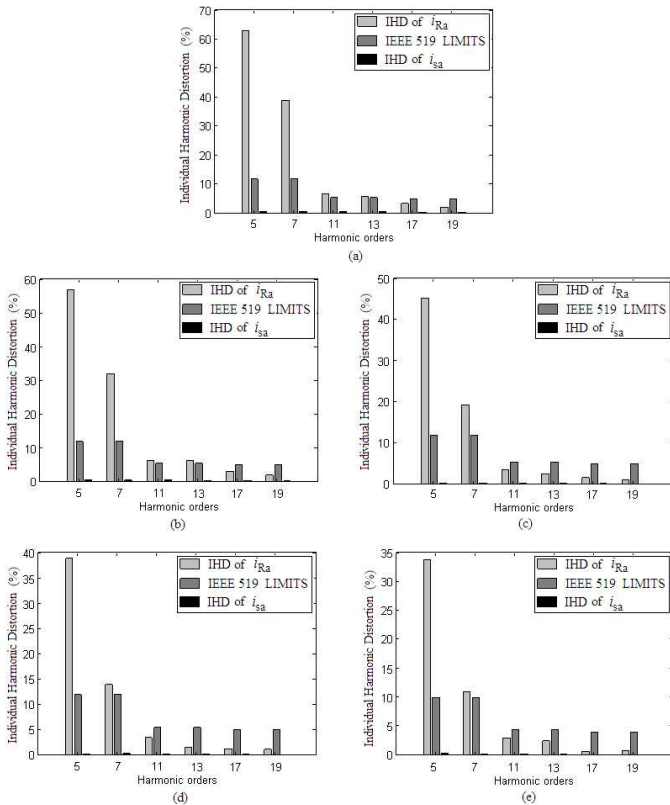 70
60
50
40
30
20
10
0
Individual Harmonic Distortion (%)
IHD of iRa
IEEE 519 LIMITS
IHD of isa
5 7 11 13 17 19
Harmonic orders
(a)
60
50
40
30
20
10
0
Individual Harmonic Distortion (%)
IHD of iRa
IEEE 519 LIMITS
IHD of isa
5 7 11 13 17 19
Harmonic orders
(b)
50
40
30
20
10
0
Individual Harmonic Distortion (%)
IHD of iRa
IEEE 519 LIMITS
IHD of isa
5 7 11 13 17 19
Harmonic orders
(c)
40
35
30
25
20
15
10
5
0
Individual Harmonic Distortion (%)
IHD of iRa
IEEE 519 LIMITS
IHD of isa
5 7 11 13 17 19
Harmonic orders
(d)
35
30
25
20
15
10
5
0
Individual Harmonic Distortion (%)
IHD of iRa
IEEE 519 LIMITS
IHD of isa
5 7 11 13 17 19
Harmonic orders
(e)